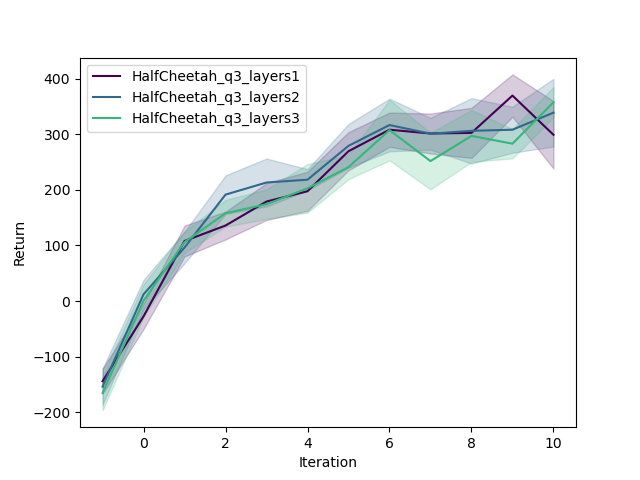 HalfCheetah_q3_layers1
HalfCheetah_q3_layers2
HalfCheetah_q3_layers3
400
300
200
100
0
−100
−200
Return
0 2 4 6 8 10
Iteration